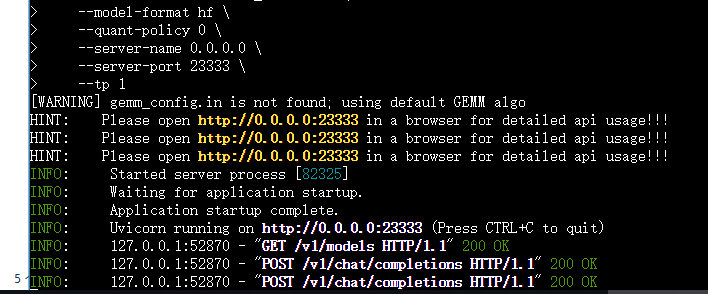 >     --model-format hf \
>     --quant-policy 0 \
>     --server-name 0.0.0.0 \
>     --server-port 23333 \
>     --tp 1
[WARNING] gemm_config.in is not found; using default GEMM algo
HINT:    Please open http://0.0.0.0:23333 in a browser for detailed api usage!!!
HINT:    Please open http://0.0.0.0:23333 in a browser for detailed api usage!!!
HINT:    Please open http://0.0.0.0:23333 in a browser for detailed api usage!!!
INFO:     Started server process [82325]
INFO:     Waiting for application startup.
INFO:     Application startup complete.
INFO:     Uvicorn running on http://0.0.0.0:23333 (Press CTRL+C to quit)
INFO:     127.0.0.1:52870 - "GET /v1/models HTTP/1.1" 200 OK
INFO:     127.0.0.1:52870 - "POST /v1/chat/completions HTTP/1.1" 200 OK
INFO:     127.0.0.1:52870 - "POST /v1/chat/completions HTTP/1.1" 200 OK
5